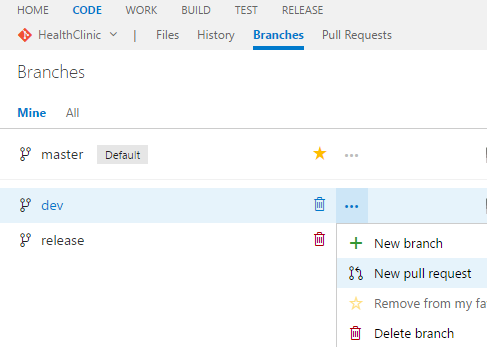 HOME CODE WORK BUILD TEST RELEASE
HealthClinic | Files History Branches Pull Requests
Branches
Mine All
master Default
dev
release
New branch
New pull request
Remove from my fa
Delete branch